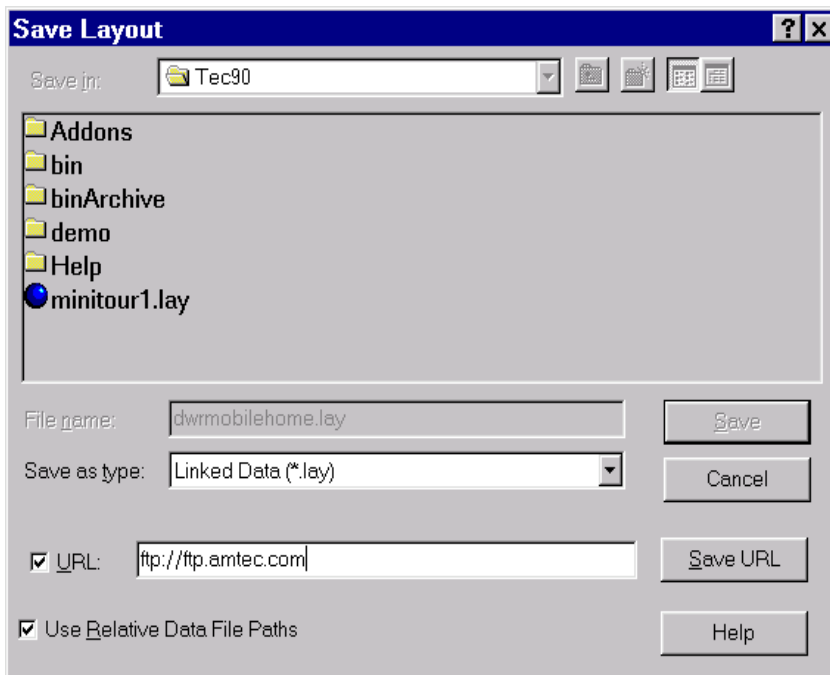 Save Layout
Save in: Tec90
Addons
bin
binArchive
demo
Help
minitour1.lay
File name: dwrmobilehome.lay Save
Save as type: Linked Data (*.lay) Cancel
URL: ftp://ftp.amtec.com Save URL
Use Relative Data File Paths Help